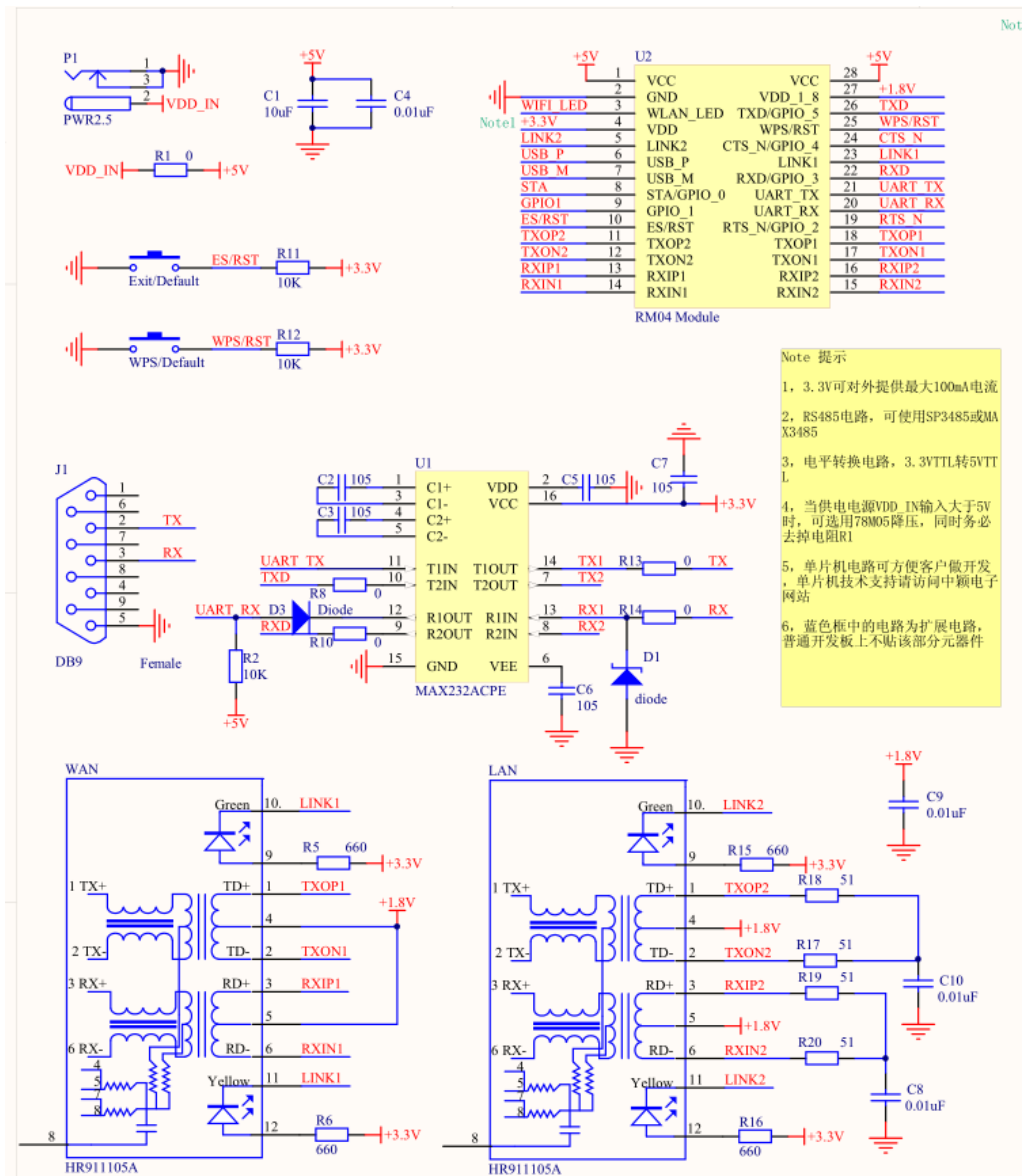 Not
P1
1
3
2
VDD_IN
PWR2.5
VDD_IN
R1 0
+5V
+5V
C1
10uF
C4
0.01uF
U2
+5V
+5V
1 VCC VCC 28
2 GND VDD_1_8 27 +1.8V
WIFI_LED 3 WLAN_LED TXD/GPIO_5 26 TXD
Note1
+3.3V 4 VDD WPS/RST 25 WPS/RST
LINK2 5 LINK2 CTS_N/GPIO_4 24 CTS_N
USB_P 6 USB_P LINK1 23 LINK1
USB_M 7 USB_M RXD/GPIO_3 22 RXD
STA 8 STA/GPIO_0 UART_TX 21 UART_TX
GPIO1 9 GPIO_1 UART_RX 20 UART_RX
ES/RST 10 ES/RST RTS_N/GPIO_2 19 RTS_N
TXOP2 11 TXOP2 TXOP1 18 TXOP1
TXON2 12 TXON2 TXON1 17 TXON1
RXIP1 13 RXIP1 RXIP2 16 RXIP2
RXIN1 14 RXIN1 RXIN2 15 RXIN2
RM04 Module
ES/RST
R11
+3.3V
Exit/Default
10K
WPS/RST
R12
+3.3V
WPS/Default
10K
Note 提示
1，3.3V可对外提供最大100mA电流
2，RS485电路，可使用SP3485或MA
X3485
3，电平转换电路，3.3VTTL转5VTT
L
4，当供电电源VDD_IN输入大于5V
时，可选用78M05降压，同时务必
去掉电阻R1
5，单片机电路可方便客户做开发
，单片机技术支持请访问中颖电子
网站
6，蓝色框中的电路为扩展电路，
普通开发板上不贴该部分元器件
J1
1
6
2 TX
7
3 RX
8
4
9
5
DB9
Female
U1
C2 105 1 C1+ VDD 2 C5 105
3 C1- VCC 16 +3.3V
C7
105
C3 105 4 C2+
5 C2-
UART_TX 11 T1IN T1OUT 14 TX1 R13 0 TX
TXD 10 T2IN T2OUT 7 TX2
R8 0
UART_RX D3 Diode 12 R1OUT R1IN 13 RX1 R14 0 RX
RXD 9 R2OUT R2IN 8 RX2
R10 0
15 GND VEE 6
MAX232ACPE
R2
10K
+5V
C6
105
D1
diode
WAN
Green 10. LINK1
9 R5 660 +3.3V
1 TX+ TD+ 1 TXOP1
4 +1.8V
2 TX- TD- 2 TXON1
3 RX+ RD+ 3 RXIP1
5
6 RX- RD- 6 RXIN1
4
5
7
8
Yellow 11 LINK1
12 R6 +3.3V
660
8
HR911105A
LAN
Green 10. LINK2
9 R15 660 +3.3V
1 TX+ TD+ 1 TXOP2 R18 51
4 +1.8V
2 TX- TD- 2 TXON2 R17 51
3 RX+ RD+ 3 RXIP2 R19 51
5 +1.8V
6 RX- RD- 6 RXIN2 R20 51
4
5
7
8
Yellow 11 LINK2
12 R16 +3.3V
660
8
HR911105A
+1.8V
C9
0.01uF
C10
0.01uF
C8
0.01uF